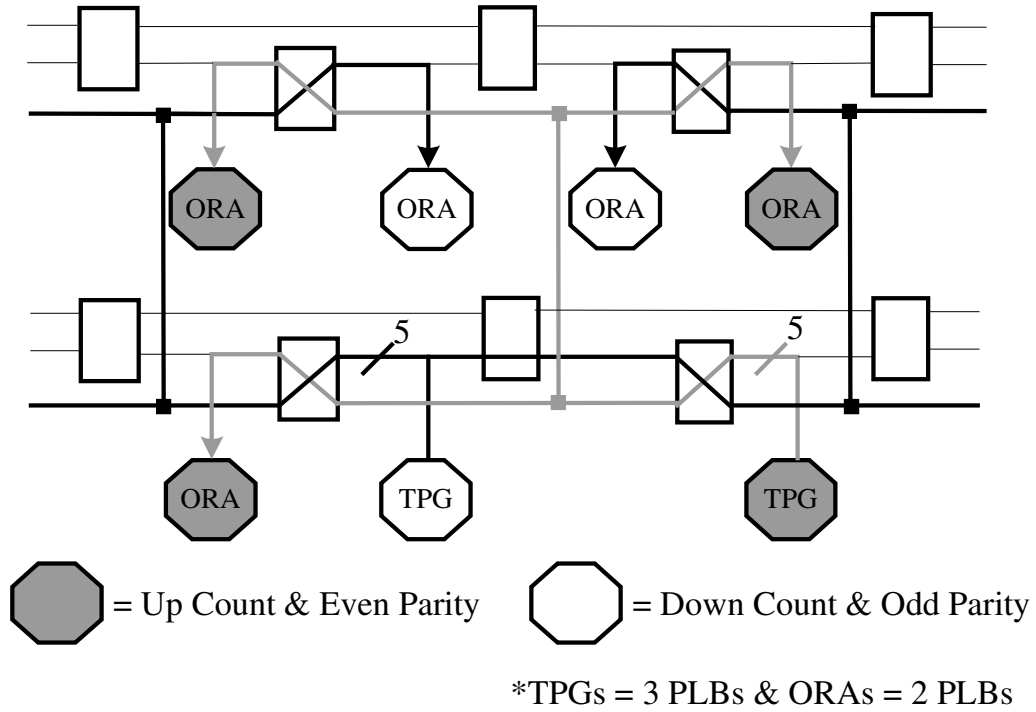 ORA
ORA
ORA
ORA
5
5
ORA
TPG
TPG
= Up Count & Even Parity
= Down Count & Odd Parity
*TPGs = 3 PLBs & ORAs = 2 PLBs